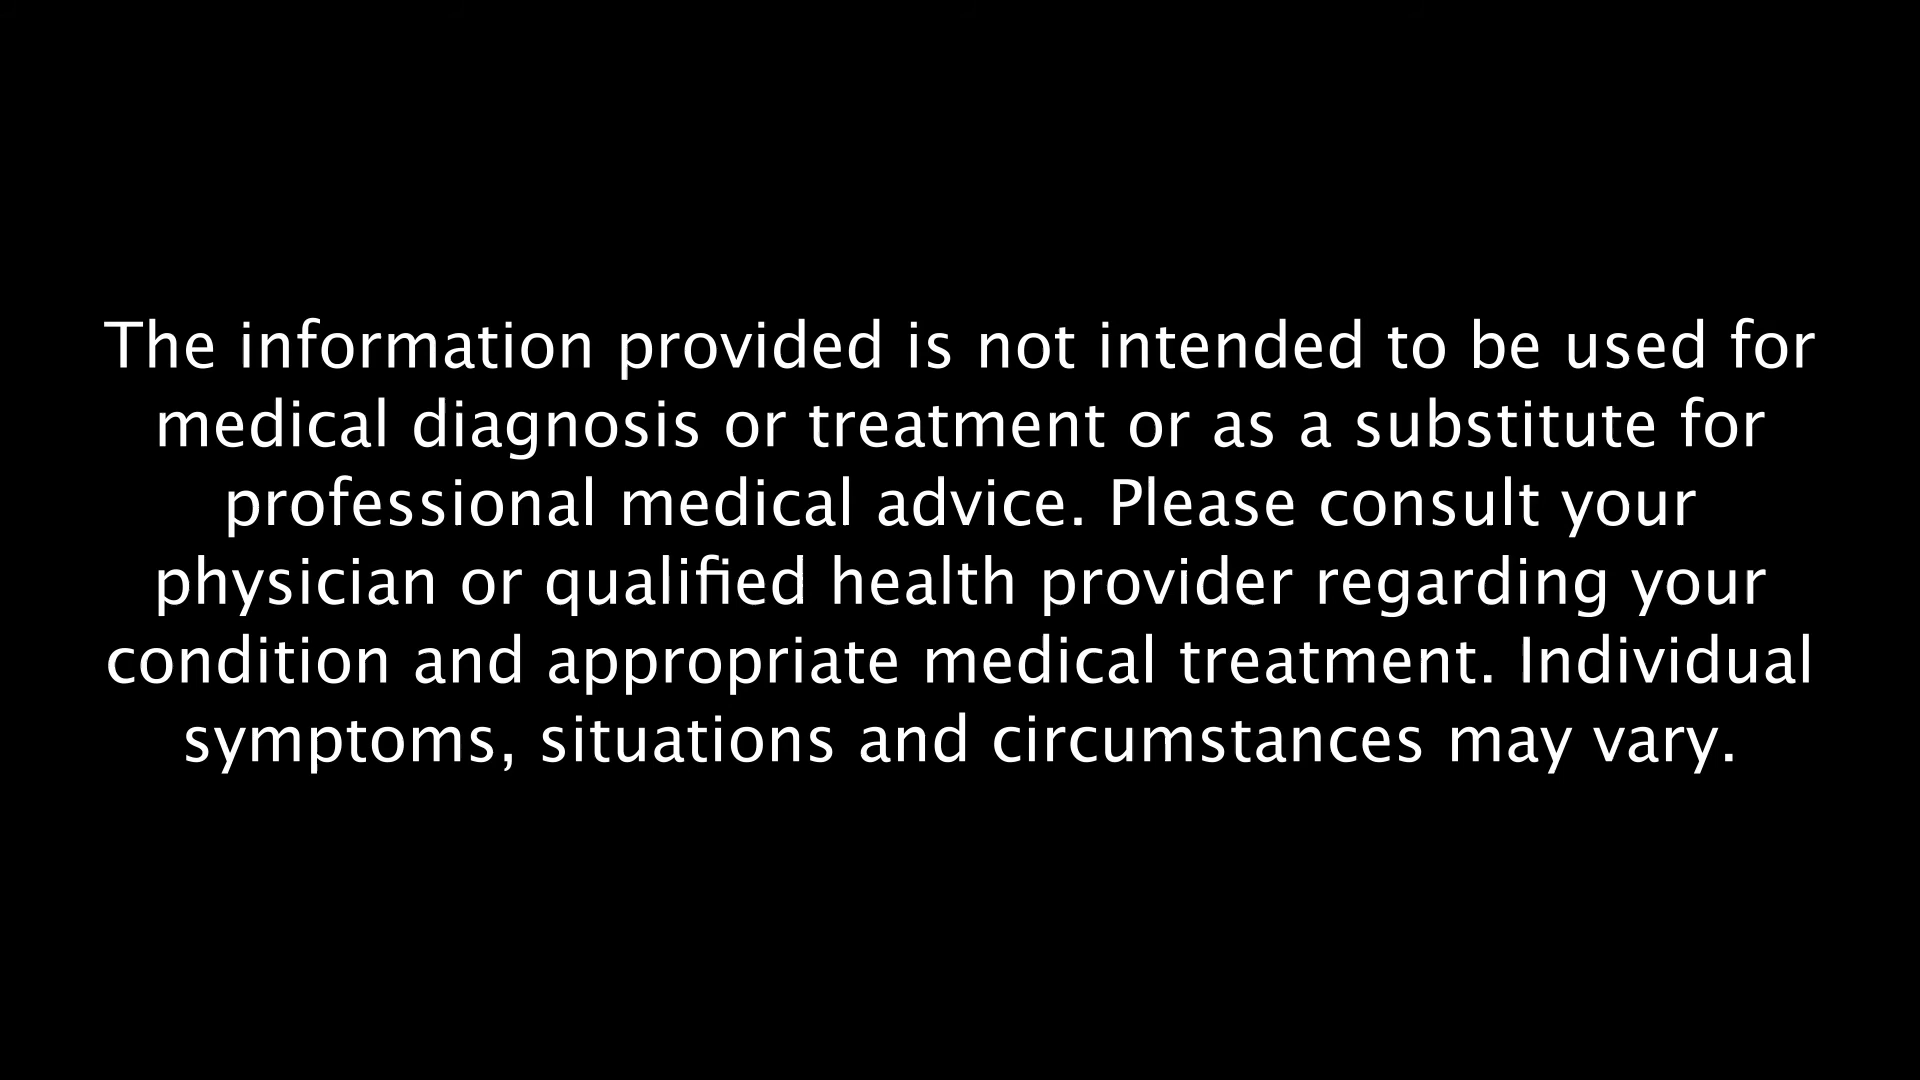 The information provided is not intended to be used for
medical diagnosis or treatment or as a substitute for
professional medical advice. Please consult your
physician or qualified health provider regarding your
condition and appropriate medical treatment. Individual
symptoms, situations and circumstances may vary.